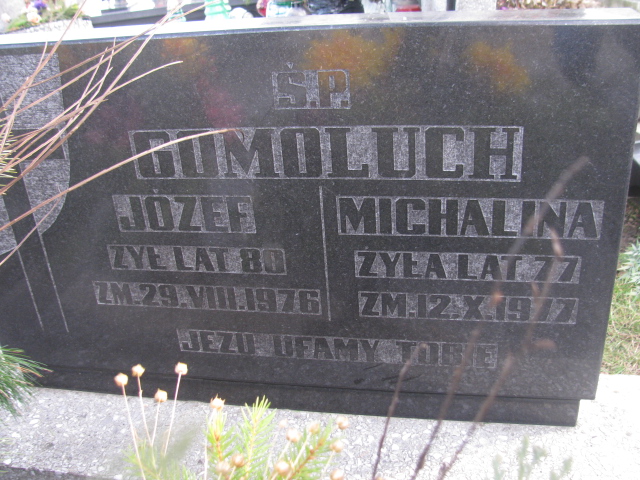 Ś.P.
GOMOLUCH
JÓZEF
ŻYŁ LAT 80
ZM. 29.VIII.1976
MICHALINA
ŻYŁA LAT 77
ZM. 12.X.1977
JEZU UFAMY TOBIE